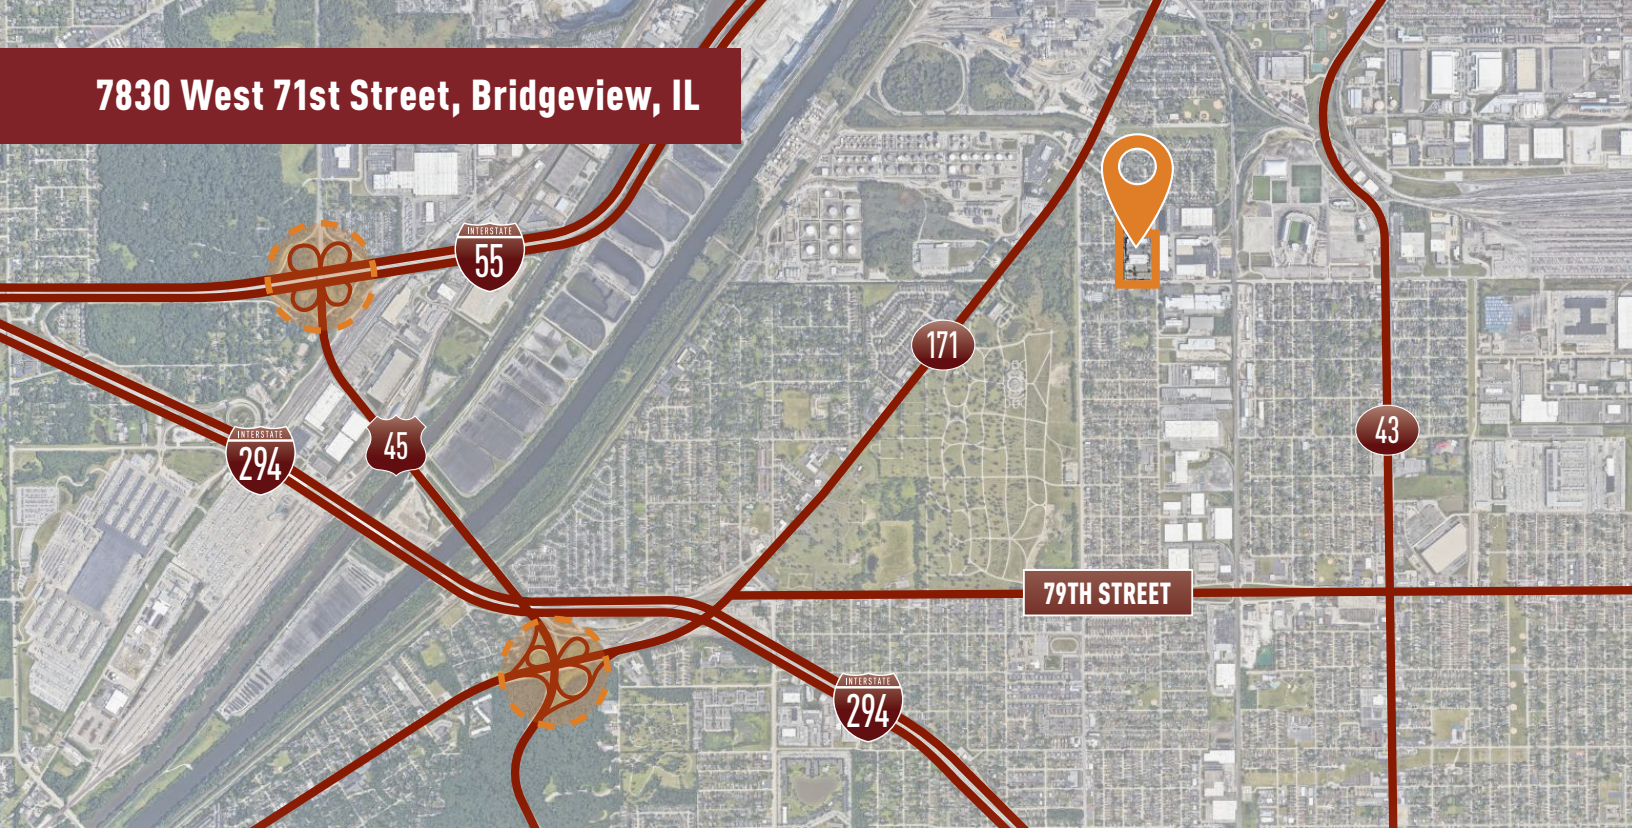 7830 West 71st Street, Bridgeview, IL
INTERSTATE
55
171
INTERSTATE
294
45
43
79TH STREET
INTERSTATE
294